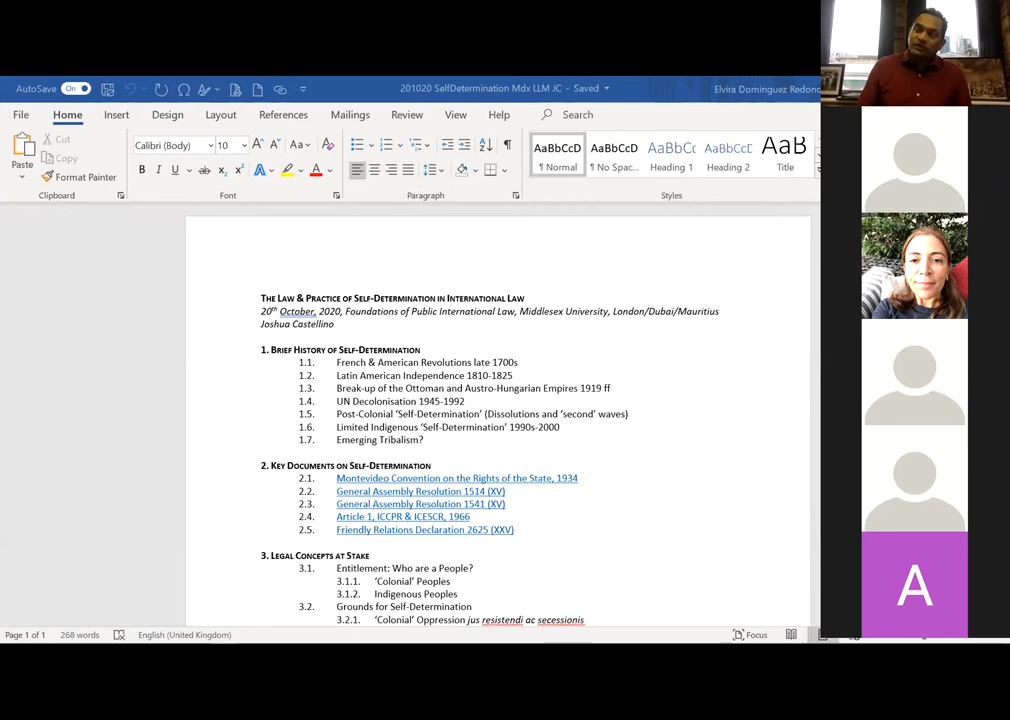 AutoSave On 201020 SelfDetermination Mdx LLM JC - Saved Elvira Dominguez Redondo
File Home Insert Design Layout References Mailings Review View Help Search
Paste
Cut
Copy
Format Painter
Calibri (Body) 10
AaBbCcD AaBbCcD AaBbCc AaBbCcD AaB
¶ Normal ¶ No Spac... Heading 1 Heading 2 Title
Clipboard Font Paragraph Styles
THE LAW & PRACTICE OF SELF-DETERMINATION IN INTERNATIONAL LAW
20th October, 2020, Foundations of Public International Law, Middlesex University, London/Dubai/Mauritius
Joshua Castellino
1. BRIEF HISTORY OF SELF-DETERMINATION
1.1. French & American Revolutions late 1700s
1.2. Latin American Independence 1810-1825
1.3. Break-up of the Ottoman and Austro-Hungarian Empires 1919 ff
1.4. UN Decolonisation 1945-1992
1.5. Post-Colonial ‘Self-Determination’ (Dissolutions and ‘second’ waves)
1.6. Limited Indigenous ‘Self-Determination’ 1990s-2000
1.7. Emerging Tribalism?
2. KEY DOCUMENTS ON SELF-DETERMINATION
2.1. Montevideo Convention on the Rights of the State, 1934
2.2. General Assembly Resolution 1514 (XV)
2.3. General Assembly Resolution 1541 (XV)
2.4. Article 1, ICCPR & ICESCR, 1966
2.5. Friendly Relations Declaration 2625 (XXV)
3. LEGAL CONCEPTS AT STAKE
3.1. Entitlement: Who are a People?
3.1.1. ‘Colonial’ Peoples
3.1.2. Indigenous Peoples
3.2. Grounds for Self-Determination
3.2.1. ‘Colonial’ Oppression jus resistendi ac secessionis
Page 1 of 1 268 words English (United Kingdom) Focus
A